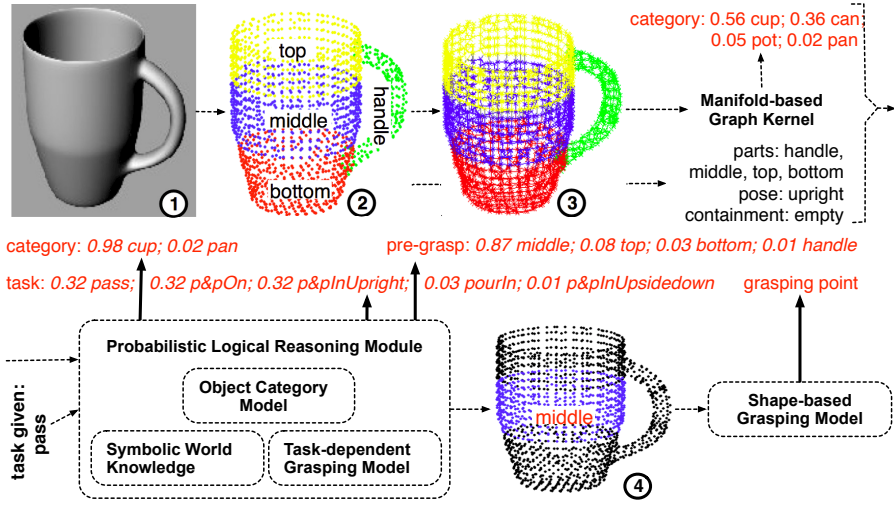 category: 0.56 cup; 0.36 can;
0.05 pot; 0.02 pan
top
middle
bottom
handle
Manifold-based
Graph Kernel
parts: handle,
middle, top, bottom
pose: upright
containment: empty
1
2
3
category: 0.98 cup; 0.02 pan
pre-grasp: 0.87 middle; 0.08 top; 0.03 bottom; 0.01 handle
task: 0.32 pass; 0.32 p&pOn; 0.32 p&pInUpright; 0.03 pourIn; 0.01 p&pInUpsidedown
grasping point
Probabilistic Logical Reasoning Module
Object Category
Model
Symbolic World
Knowledge
Task-dependent
Grasping Model
task given:
pass
middle
4
Shape-based
Grasping Model